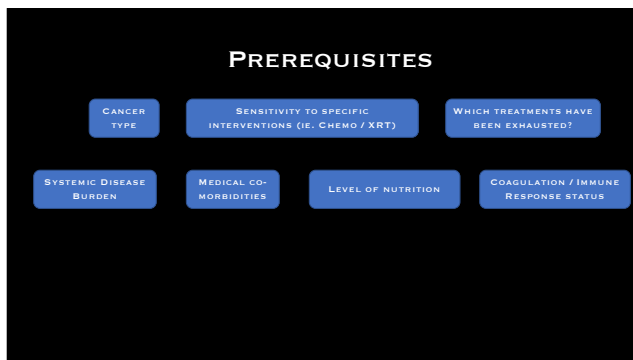 Prerequisites
Cancer
type
Sensitivity to specific
interventions (ie. Chemo / XRT)
Which treatments have
been exhausted?
Systemic Disease
Burden
Medical co-
morbidities
Level of nutrition
Coagulation / Immune
Response status